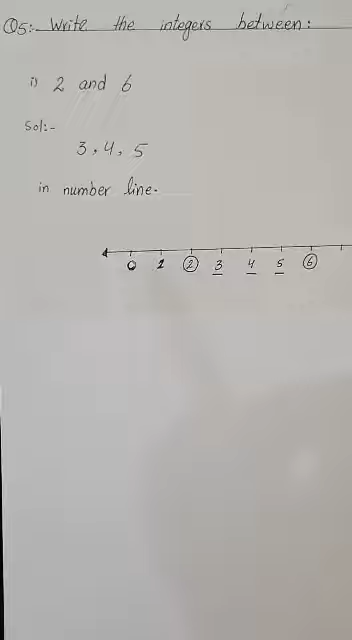 Q5:- Write the integers between:
i) 2 and 6
Sol:-
3, 4, 5
in number line.
0 1 2 3 4 5 6